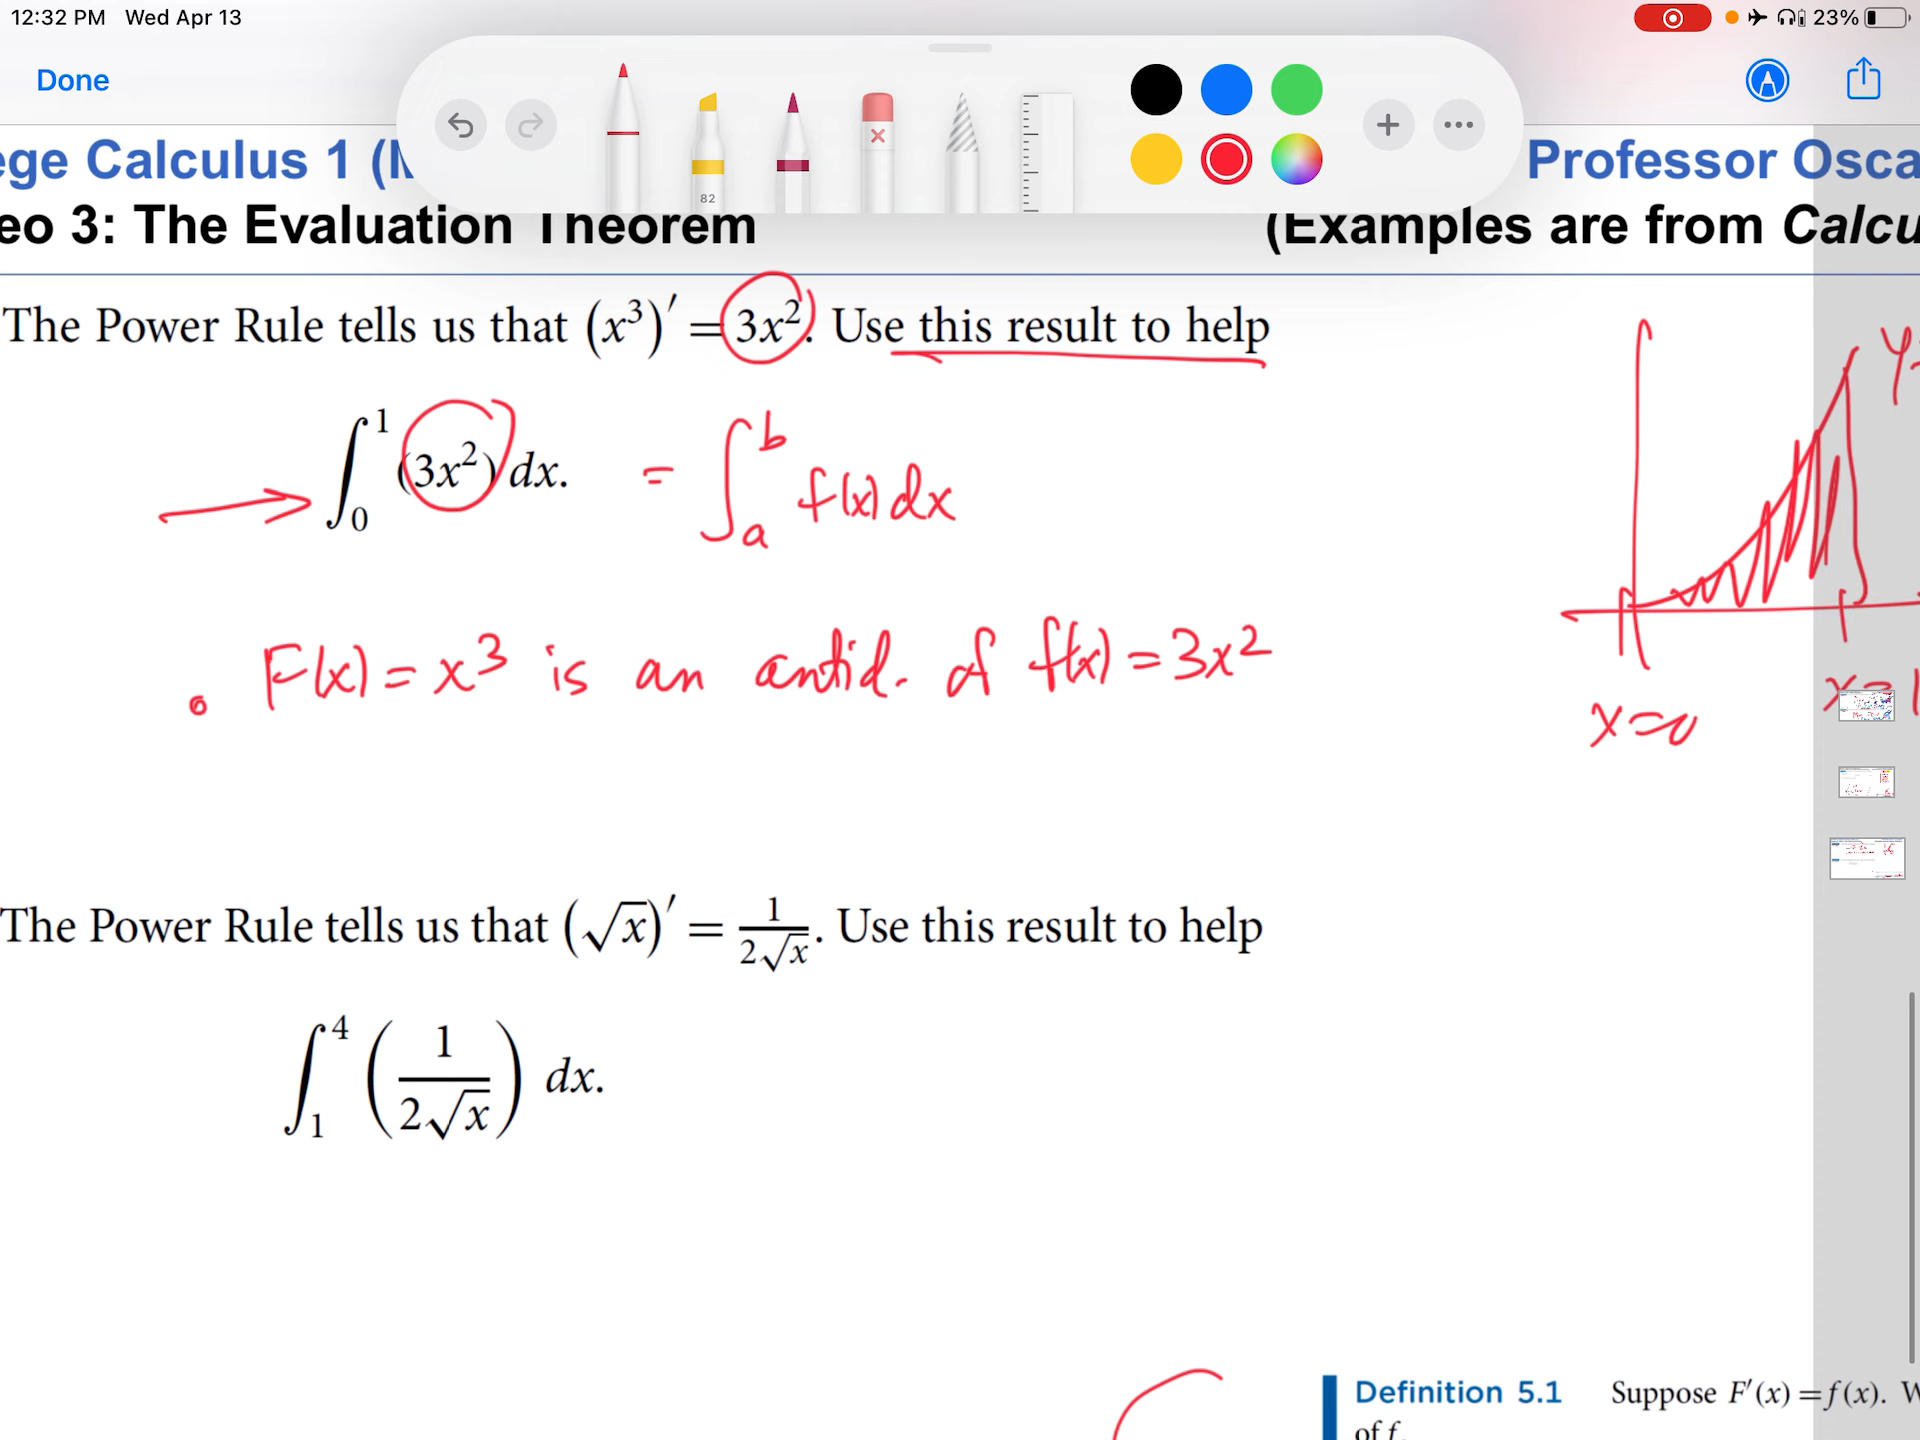 12:32 PM Wed Apr 13
23%
Done
82
ege Calculus 1 (
Professor Osca
eo 3: The Evaluation Theorem
(Examples are from Calcu
The Power Rule tells us that (x³)′ = 3x². Use this result to help
∫₀¹ (3x²) dx. = ∫ₐᵇ f(x) dx
y=
F(x) = x³ is an antid. of f(x) = 3x²
x=0
x=1
The Power Rule tells us that (√x)′ = 1/(2√x). Use this result to help
∫₁⁴ (1/(2√x)) dx.
Definition 5.1 Suppose F′(x) = f(x). W
of f.